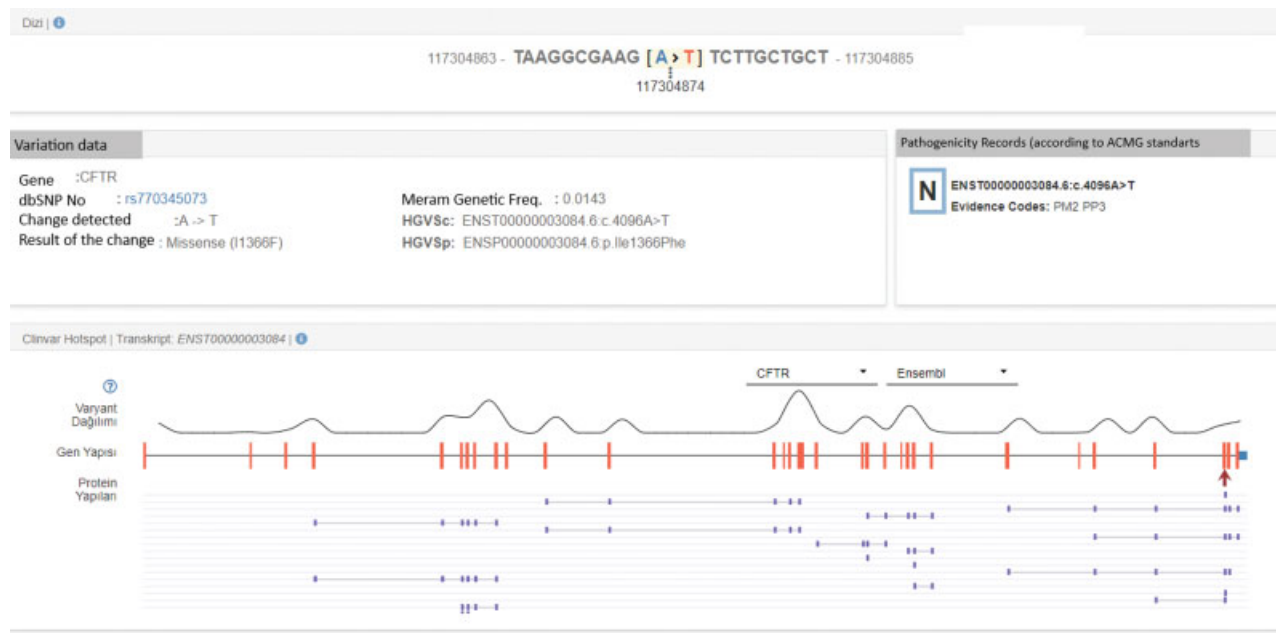 Dizi |
117304863 - TAAGGCGAAG [A>T] TCTTGCTGCT - 117304885
117304874
Variation data
Gene :CFTR
dbSNP No : rs770345073
Change detected :A -> T
Result of the change : Missense (I1366F)
Meram Genetic Freq. : 0.0143
HGVSc: ENST00000003084.6:c.4096A>T
HGVSp: ENSP00000003084.6:p.Ile1366Phe
Pathogenicity Records (according to ACMG standarts
N
ENST00000003084.6:c.4096A>T
Evidence Codes: PM2 PP3
Clinvar Hotspot | Transkript: ENST00000003084 |
CFTR
Ensembl
Varyant
Dağılımı
Gen Yapısı
Protein
Yapıları